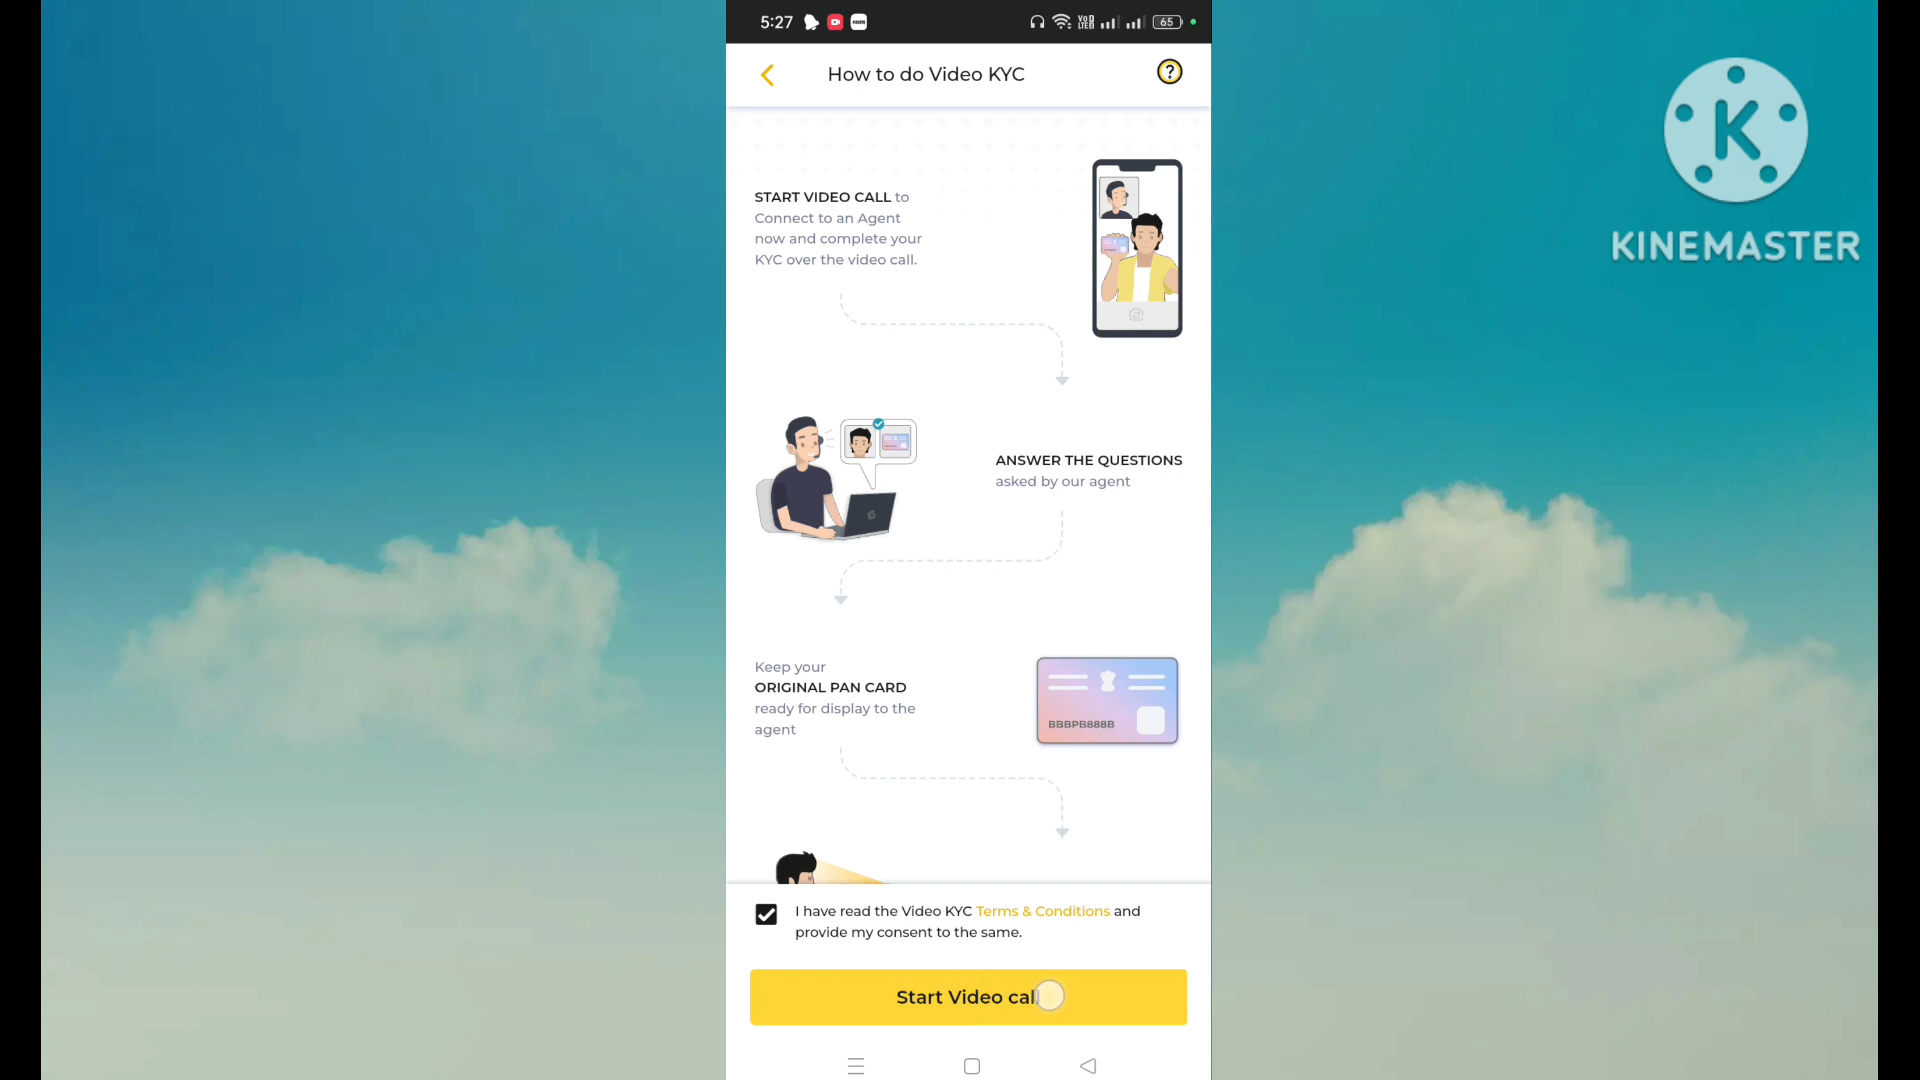 5:27
VoD
LTEB
65
How to do Video KYC
START VIDEO CALL to
Connect to an Agent
now and complete your
KYC over the video call.
ANSWER THE QUESTIONS
asked by our agent
Keep your
ORIGINAL PAN CARD
ready for display to the
agent
BBBPB888B
I have read the Video KYC Terms & Conditions and
provide my consent to the same.
Start Video call
K
KINEMASTER